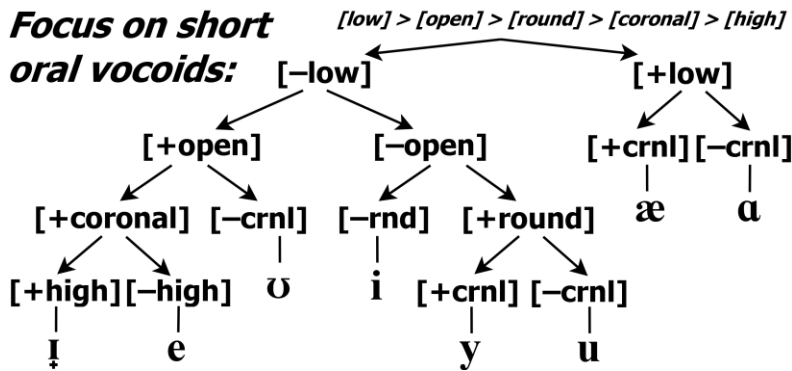 Focus on short
oral vocoids:
[low] > [open] > [round] > [coronal] > [high]
[–low] [+low]
[+open] [–open] [+crnl] [–crnl]
æ ɑ
[+coronal] [–crnl] [–rnd] [+round]
[+high] [–high] ʊ i [+crnl] [–crnl]
ɪ̟ e y u